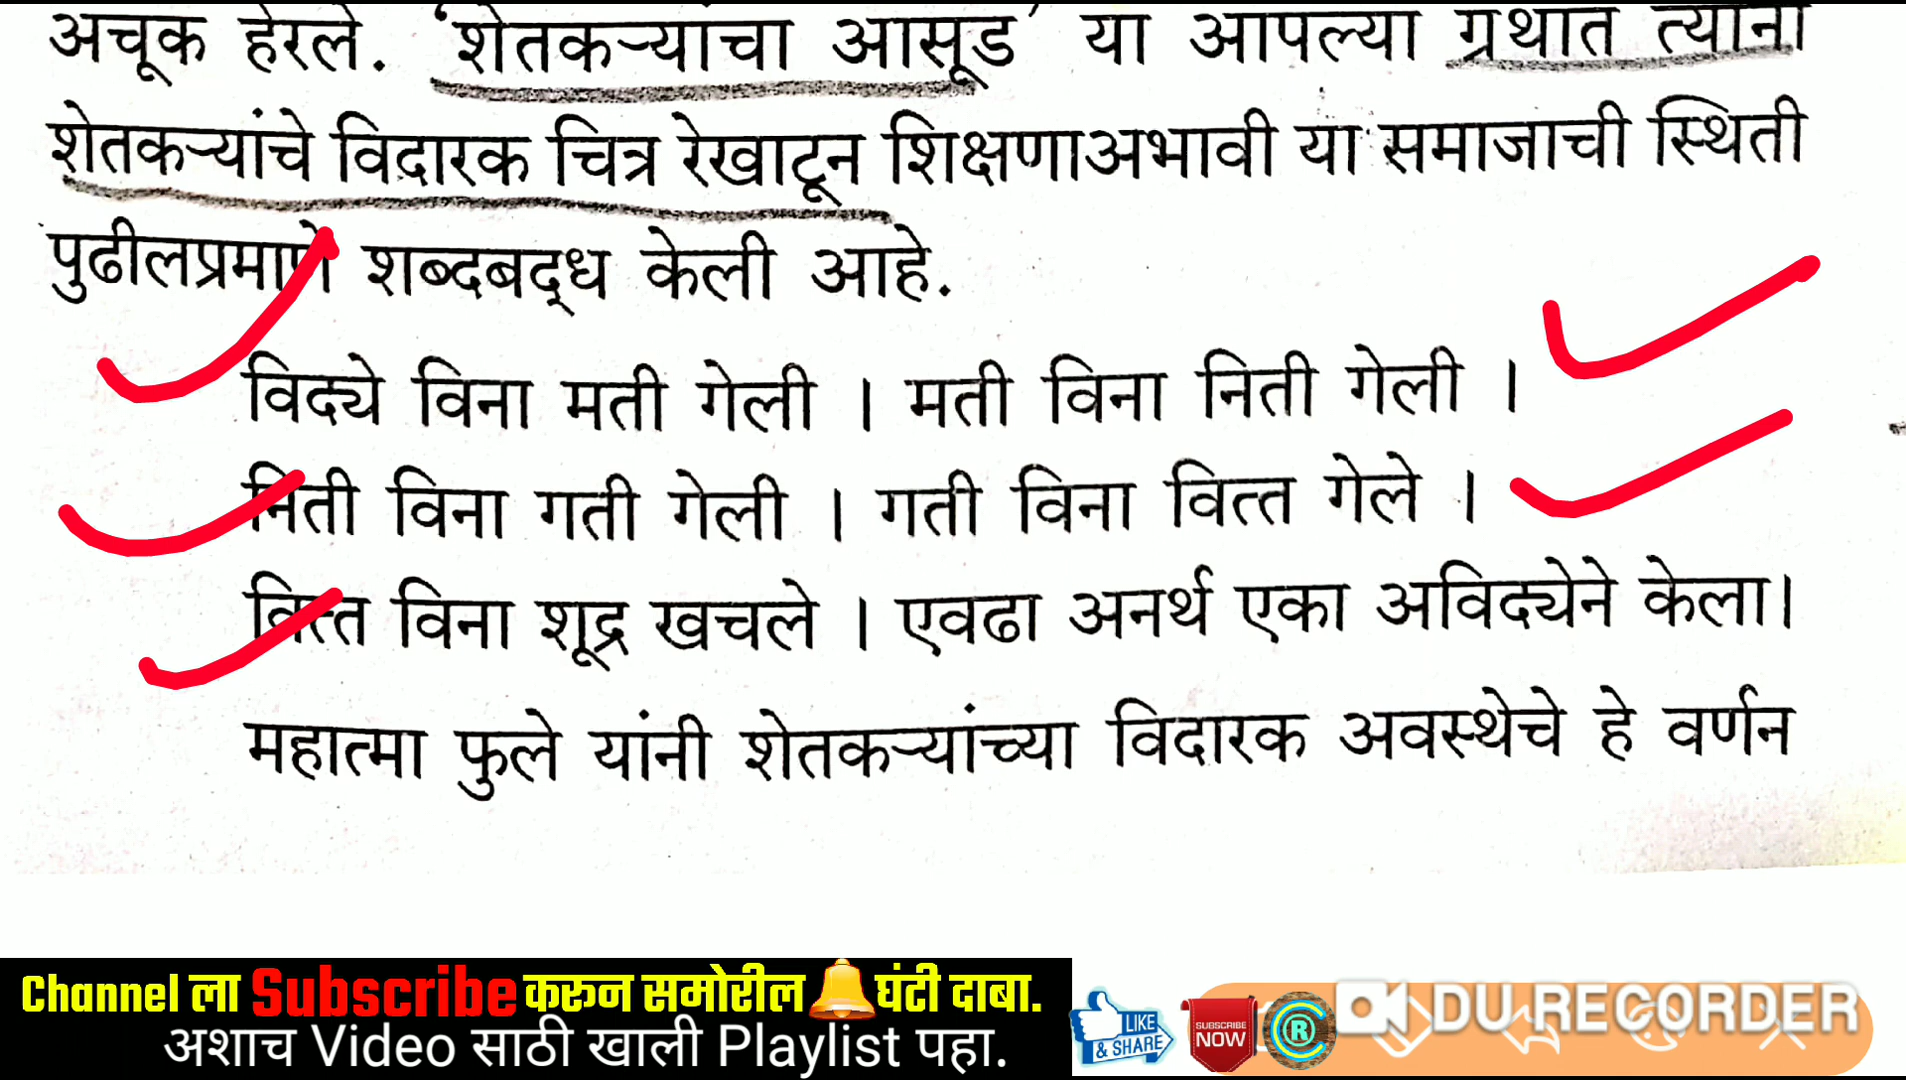 अचूक हेरले. 'शेतकऱ्यांचा आसूड' या आपल्या ग्रंथात त्यांनी
शेतकऱ्यांचे विदारक चित्र रेखाटून शिक्षणाअभावी या समाजाची स्थिती
पुढीलप्रमाणे शब्दबद्ध केली आहे.
विद्ये विना मती गेली । मती विना निती गेली ।
निती विना गती गेली । गती विना वित्त गेले ।
वित्त विना शूद्र खचले । एवढा अनर्थ एका अविद्येने केला।
महात्मा फुले यांनी शेतकऱ्यांच्या विदारक अवस्थेचे हे वर्णन
Channel ला Subscribe करून समोरील घंटी दाबा.
अशाच Video साठी खाली Playlist पहा.
LIKE & SHARE
SUBSCRIBE NOW
R
DU RECORDER